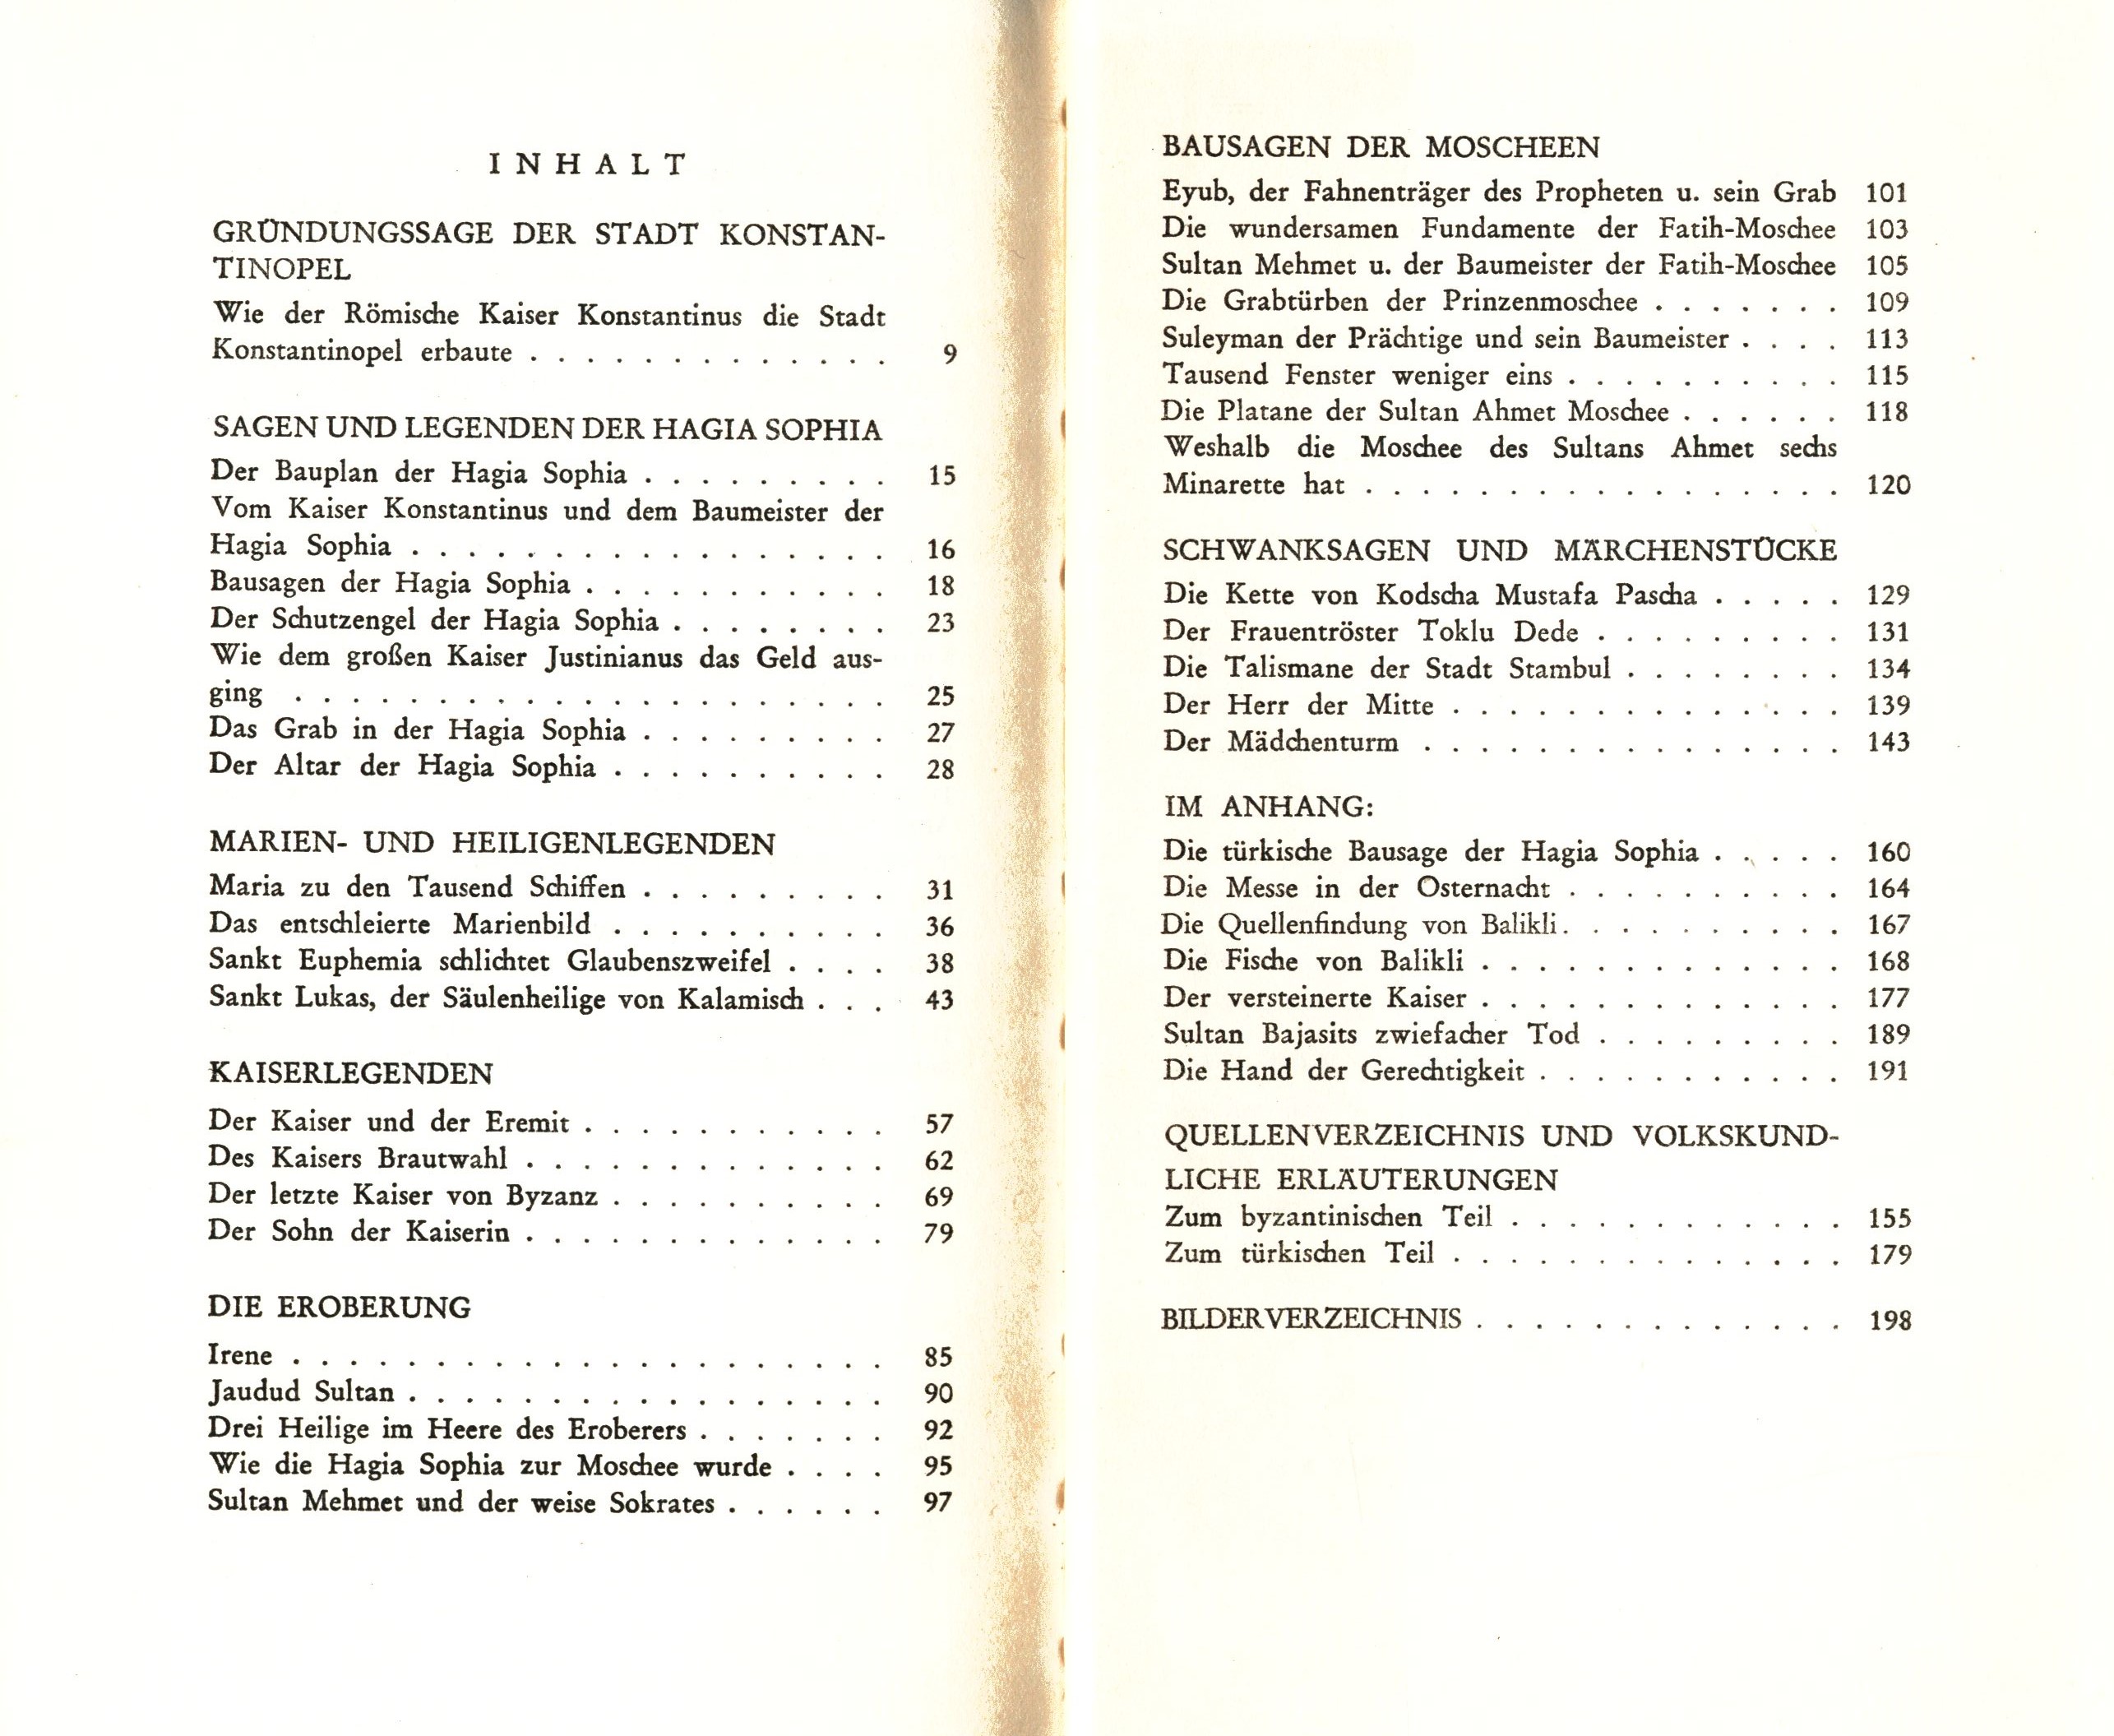 INHALT
GRÜNDUNGSSAGE DER STADT KONSTAN-
TINOPEL
Wie der Römische Kaiser Konstantinus die Stadt
Konstantinopel erbaute . . . . . . . . . . . . . 9
SAGEN UND LEGENDEN DER HAGIA SOPHIA
Der Bauplan der Hagia Sophia . . . . . . . . . 15
Vom Kaiser Konstantinus und dem Baumeister der
Hagia Sophia . . . . . . . . . . . . . . . . . 16
Bausagen der Hagia Sophia . . . . . . . . . . . 18
Der Schutzengel der Hagia Sophia . . . . . . . . 23
Wie dem großen Kaiser Justinianus das Geld aus-
ging . . . . . . . . . . . . . . . . . . . . . 25
Das Grab in der Hagia Sophia . . . . . . . . . 27
Der Altar der Hagia Sophia . . . . . . . . . . 28
MARIEN- UND HEILIGENLEGENDEN
Maria zu den Tausend Schiffen . . . . . . . . . 31
Das entschleierte Marienbild . . . . . . . . . . 36
Sankt Euphemia schlichtet Glaubenszweifel . . . . 38
Sankt Lukas, der Säulenheilige von Kalamisch . . . 43
KAISERLEGENDEN
Der Kaiser und der Eremit . . . . . . . . . . . 57
Des Kaisers Brautwahl . . . . . . . . . . . . . 62
Der letzte Kaiser von Byzanz . . . . . . . . . . 69
Der Sohn der Kaiserin . . . . . . . . . . . . . 79
DIE EROBERUNG
Irene . . . . . . . . . . . . . . . . . . . . . 85
Jaudud Sultan . . . . . . . . . . . . . . . . . 90
Drei Heilige im Heere des Eroberers . . . . . . . 92
Wie die Hagia Sophia zur Moschee wurde . . . . 95
Sultan Mehmet und der weise Sokrates . . . . . . 97
BAUSAGEN DER MOSCHEEN
Eyub, der Fahnenträger des Propheten u. sein Grab 101
Die wundersamen Fundamente der Fatih-Moschee 103
Sultan Mehmet u. der Baumeister der Fatih-Moschee 105
Die Grabtürben der Prinzenmoschee . . . . . . . 109
Suleyman der Prächtige und sein Baumeister . . . . 113
Tausend Fenster weniger eins . . . . . . . . . . 115
Die Platane der Sultan Ahmet Moschee . . . . . . 118
Weshalb die Moschee des Sultans Ahmet sechs
Minarette hat . . . . . . . . . . . . . . . . . 120
SCHWANKSAGEN UND MÄRCHENSTÜCKE
Die Kette von Kodscha Mustafa Pascha . . . . . 129
Der Frauentröster Toklu Dede . . . . . . . . . 131
Die Talismane der Stadt Stambul . . . . . . . . 134
Der Herr der Mitte . . . . . . . . . . . . . . 139
Der Mädchenturm . . . . . . . . . . . . . . . 143
IM ANHANG:
Die türkische Bausage der Hagia Sophia . . . . . 160
Die Messe in der Osternacht . . . . . . . . . . 164
Die Quellenfindung von Balikli . . . . . . . . . . 167
Die Fische von Balikli . . . . . . . . . . . . . 168
Der versteinerte Kaiser . . . . . . . . . . . . . 177
Sultan Bajasits zwiefacher Tod . . . . . . . . . 189
Die Hand der Gerechtigkeit . . . . . . . . . . . 191
QUELLENVERZEICHNIS UND VOLKSKUND-
LICHE ERLÄUTERUNGEN
Zum byzantinischen Teil . . . . . . . . . . . . 155
Zum türkischen Teil . . . . . . . . . . . . . . 179
BILDERVERZEICHNIS . . . . . . . . . . . . . 198